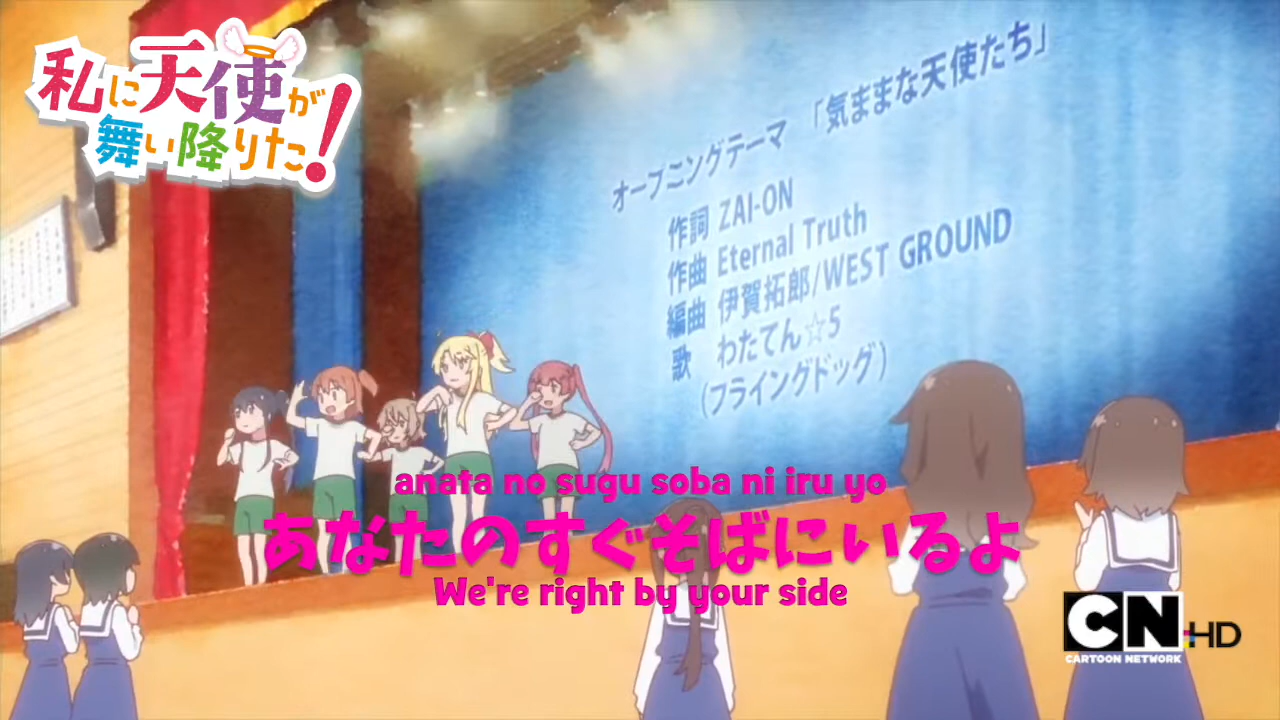 私に天使が
舞い降りた!
オープニングテーマ 「気ままな天使たち」
作詞 ZAI-ON
作曲 Eternal Truth
編曲 伊賀拓郎/WEST GROUND
歌 わたてん☆5
(フライングドッグ)
anata no sugu soba ni iru yo
あなたのすぐそばにいるよ
We're right by your side
CN HD
CARTOON NETWORK